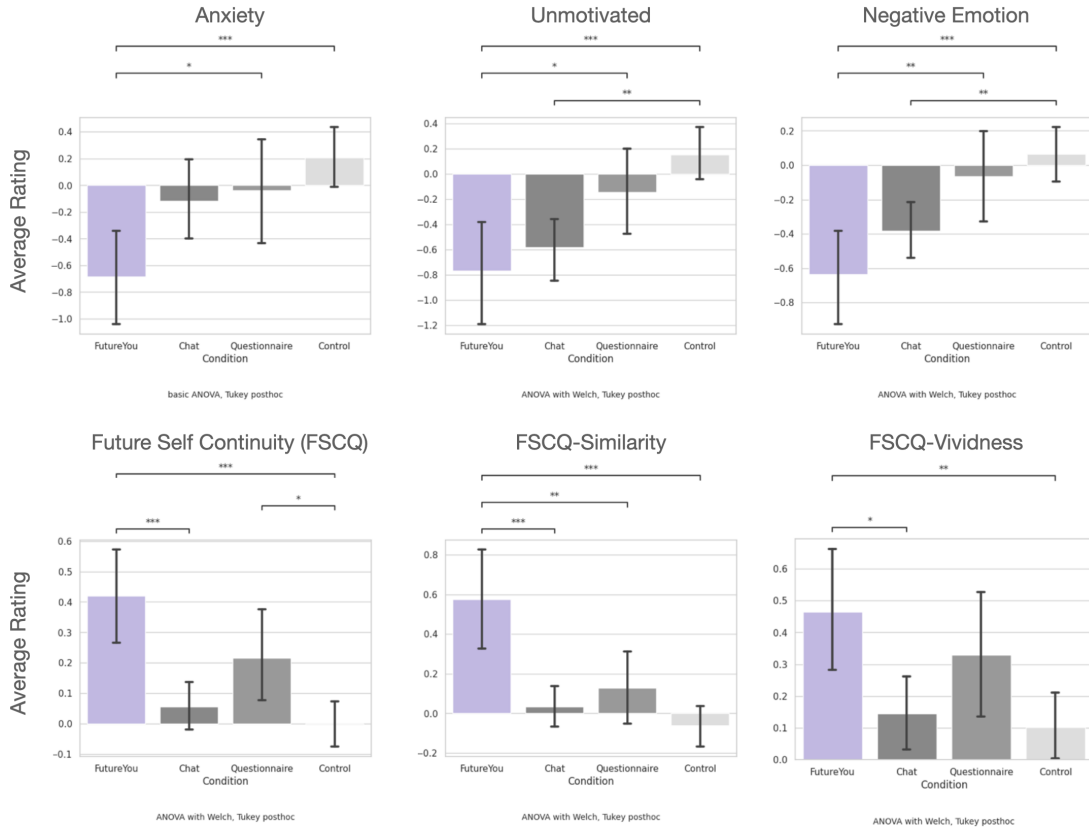 Anxiety
Unmotivated
Negative Emotion
***
*
***
*
**
***
**
**
Average Rating
0.4
0.2
0.0
−0.2
−0.4
−0.6
−0.8
−1.0
FutureYou Chat Questionnaire Control
Condition
basic ANOVA, Tukey posthoc
0.4
0.2
0.0
−0.2
−0.4
−0.6
−0.8
−1.0
−1.2
FutureYou Chat Questionnaire Control
Condition
ANOVA with Welch, Tukey posthoc
0.2
0.0
−0.2
−0.4
−0.6
−0.8
FutureYou Chat Questionnaire Control
Condition
ANOVA with Welch, Tukey posthoc
Future Self Continuity (FSCQ)
FSCQ-Similarity
FSCQ-Vividness
***
*
***
***
**
***
**
*
Average Rating
0.6
0.5
0.4
0.3
0.2
0.1
0.0
−0.1
FutureYou Chat Questionnaire Control
Condition
ANOVA with Welch, Tukey posthoc
0.8
0.6
0.4
0.2
0.0
−0.2
FutureYou Chat Questionnaire Control
Condition
ANOVA with Welch, Tukey posthoc
0.6
0.5
0.4
0.3
0.2
0.1
0.0
FutureYou Chat Questionnaire Control
Condition
ANOVA with Welch, Tukey posthoc